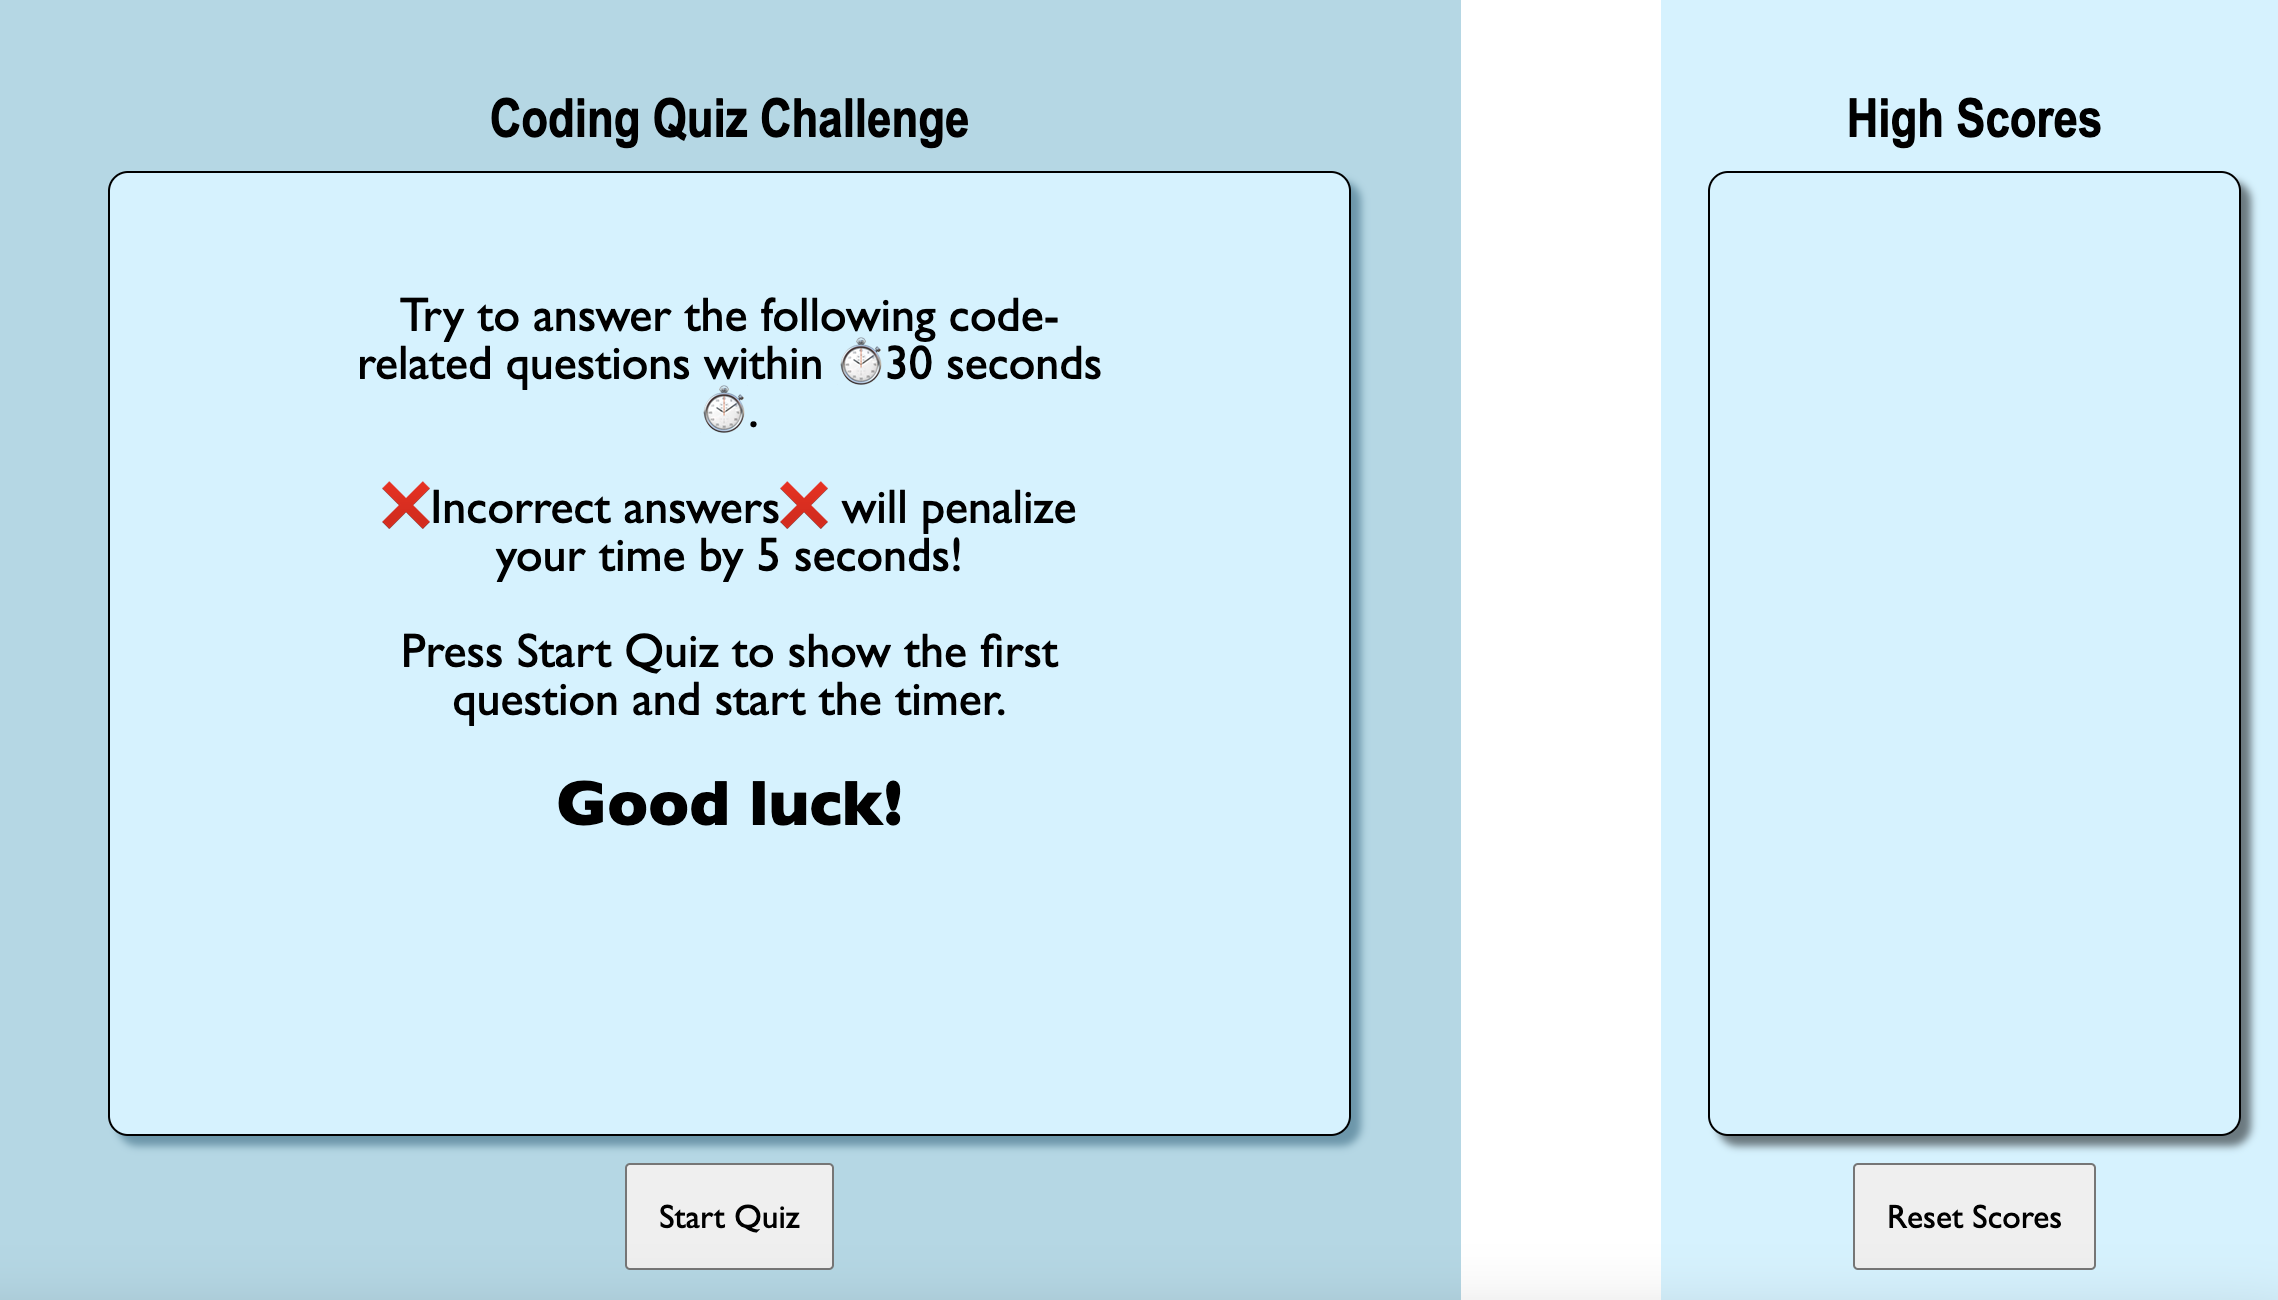 Coding Quiz Challenge
Try to answer the following code-
related questions within ⏱️30 seconds
⏱️.
❌Incorrect answers❌ will penalize
your time by 5 seconds!
Press Start Quiz to show the first
question and start the timer.
Good luck!
Start Quiz
High Scores
Reset Scores